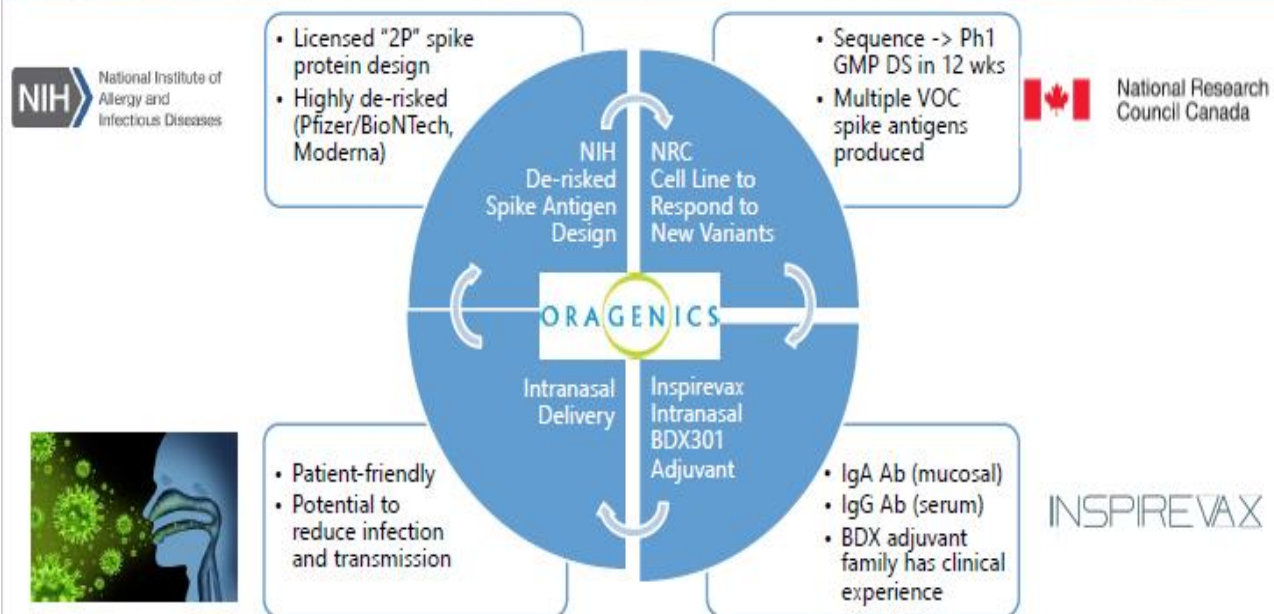 NIH
National Institute of
Allergy and
Infectious Diseases
• Licensed “2P” spike
protein design
• Highly de-risked
(Pfizer/BioNTech,
Moderna)
• Sequence -> Ph1
GMP DS in 12 wks
• Multiple VOC
spike antigens
produced
National Research
Council Canada
NIH
De-risked
Spike Antigen
Design
NRC
Cell Line to
Respond to
New Variants
ORAGENICS
Intranasal
Delivery
Inspirevax
Intranasal
BDX301
Adjuvant
• Patient-friendly
• Potential to
reduce infection
and transmission
• IgA Ab (mucosal)
• IgG Ab (serum)
• BDX adjuvant
family has clinical
experience
INSPIREVAX